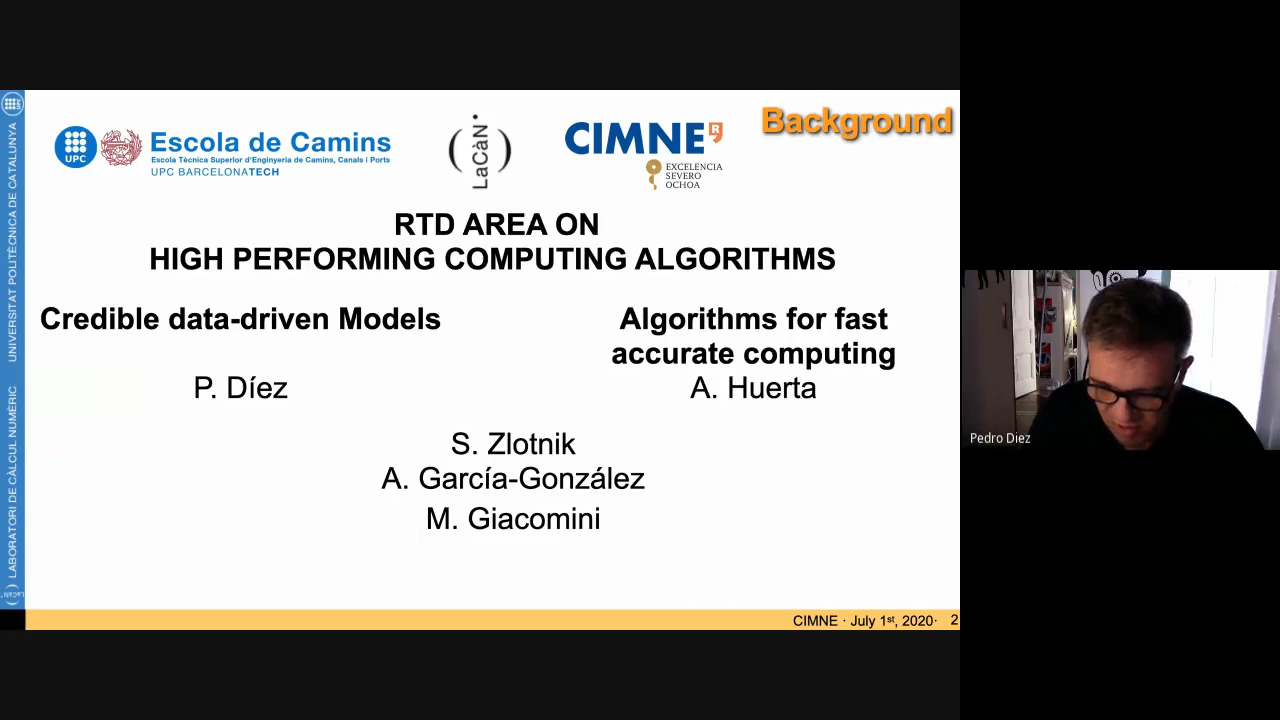 Background
UPC
Escola de Camins
Escola Tècnica Superior d'Enginyeria de Camins, Canals i Ports
UPC BARCELONATECH
(LaCàN)
CIMNE R
EXCELENCIA
SEVERO
OCHOA
RTD AREA ON
HIGH PERFORMING COMPUTING ALGORITHMS
Credible data-driven Models
P. Díez
Algorithms for fast
accurate computing
A. Huerta
S. Zlotnik
A. García-González
M. Giacomini
CIMNE · July 1st, 2020· 2
UNIVERSITAT POLITÈCNICA DE CATALUNYA
LABORATORI DE CÀLCUL NUMÈRIC
(LaCàN)
Pedro Diez